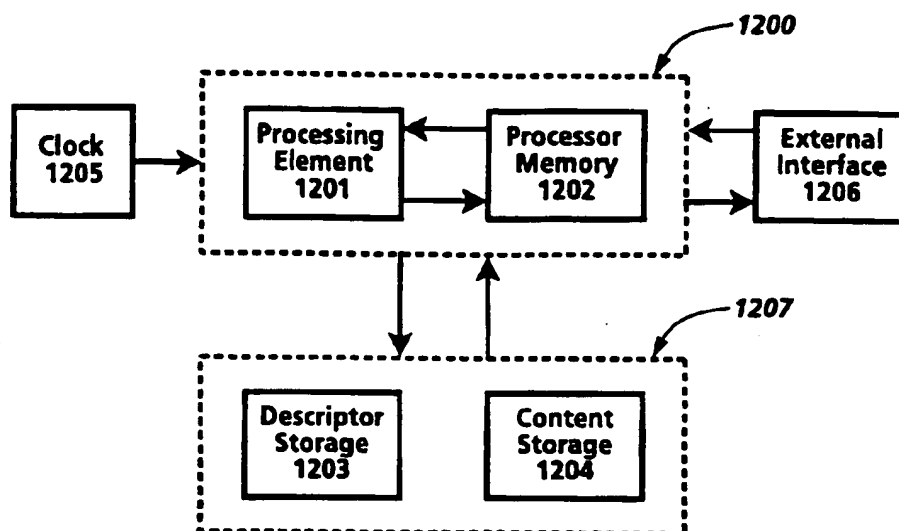 1200
Clock
1205
Processing
Element
1201
Processor
Memory
1202
External
Interface
1206
1207
Descriptor
Storage
1203
Content
Storage
1204